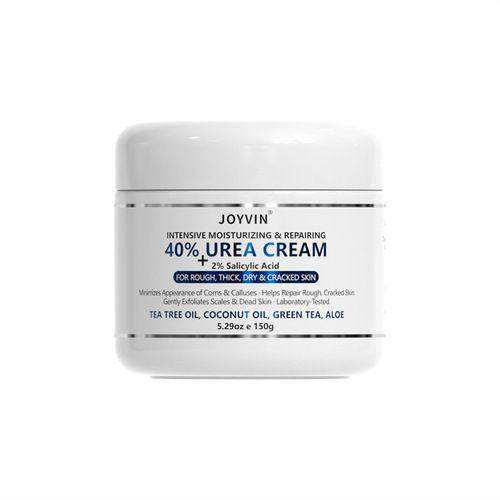 JOYVIN®
INTENSIVE MOISTURIZING & REPAIRING
40% UREA CREAM
+ 2% Salicylic Acid
FOR ROUGH, THICK, DRY & CRACKED SKIN
Minimizes Appearance of Corns & Calluses · Helps Repair Rough, Cracked Skin
Gently Exfoliates Scales & Dead Skin · Laboratory-Tested
TEA TREE OIL, COCONUT OIL, GREEN TEA, ALOE
5.29oz e 150g